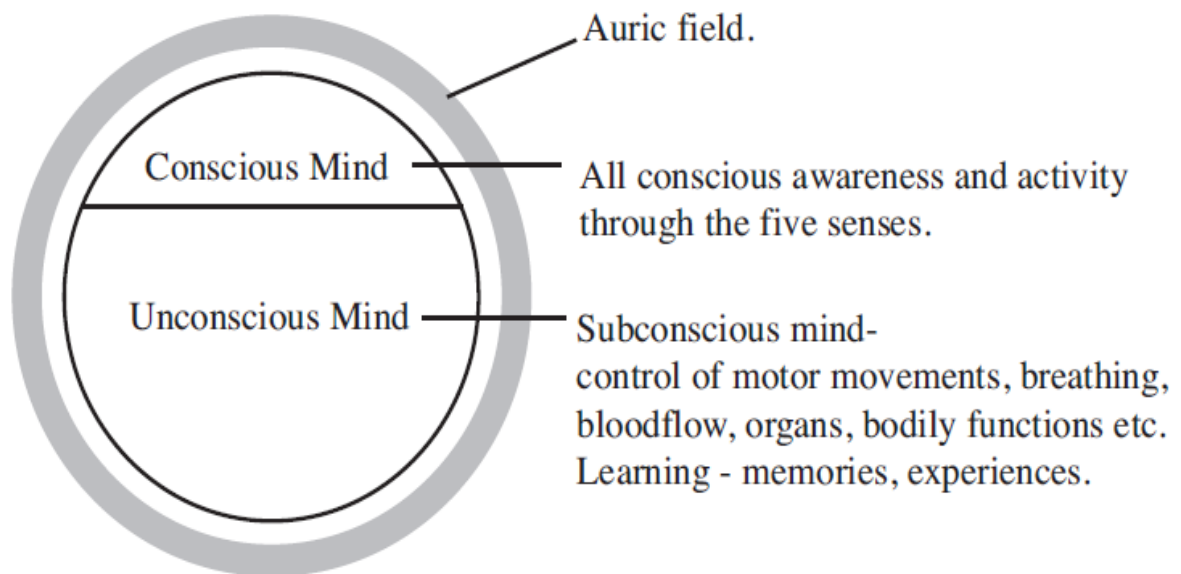 Auric field.
Conscious Mind
All conscious awareness and activity
through the five senses.
Unconscious Mind
Subconscious mind-
control of motor movements, breathing,
bloodflow, organs, bodily functions etc.
Learning - memories, experiences.